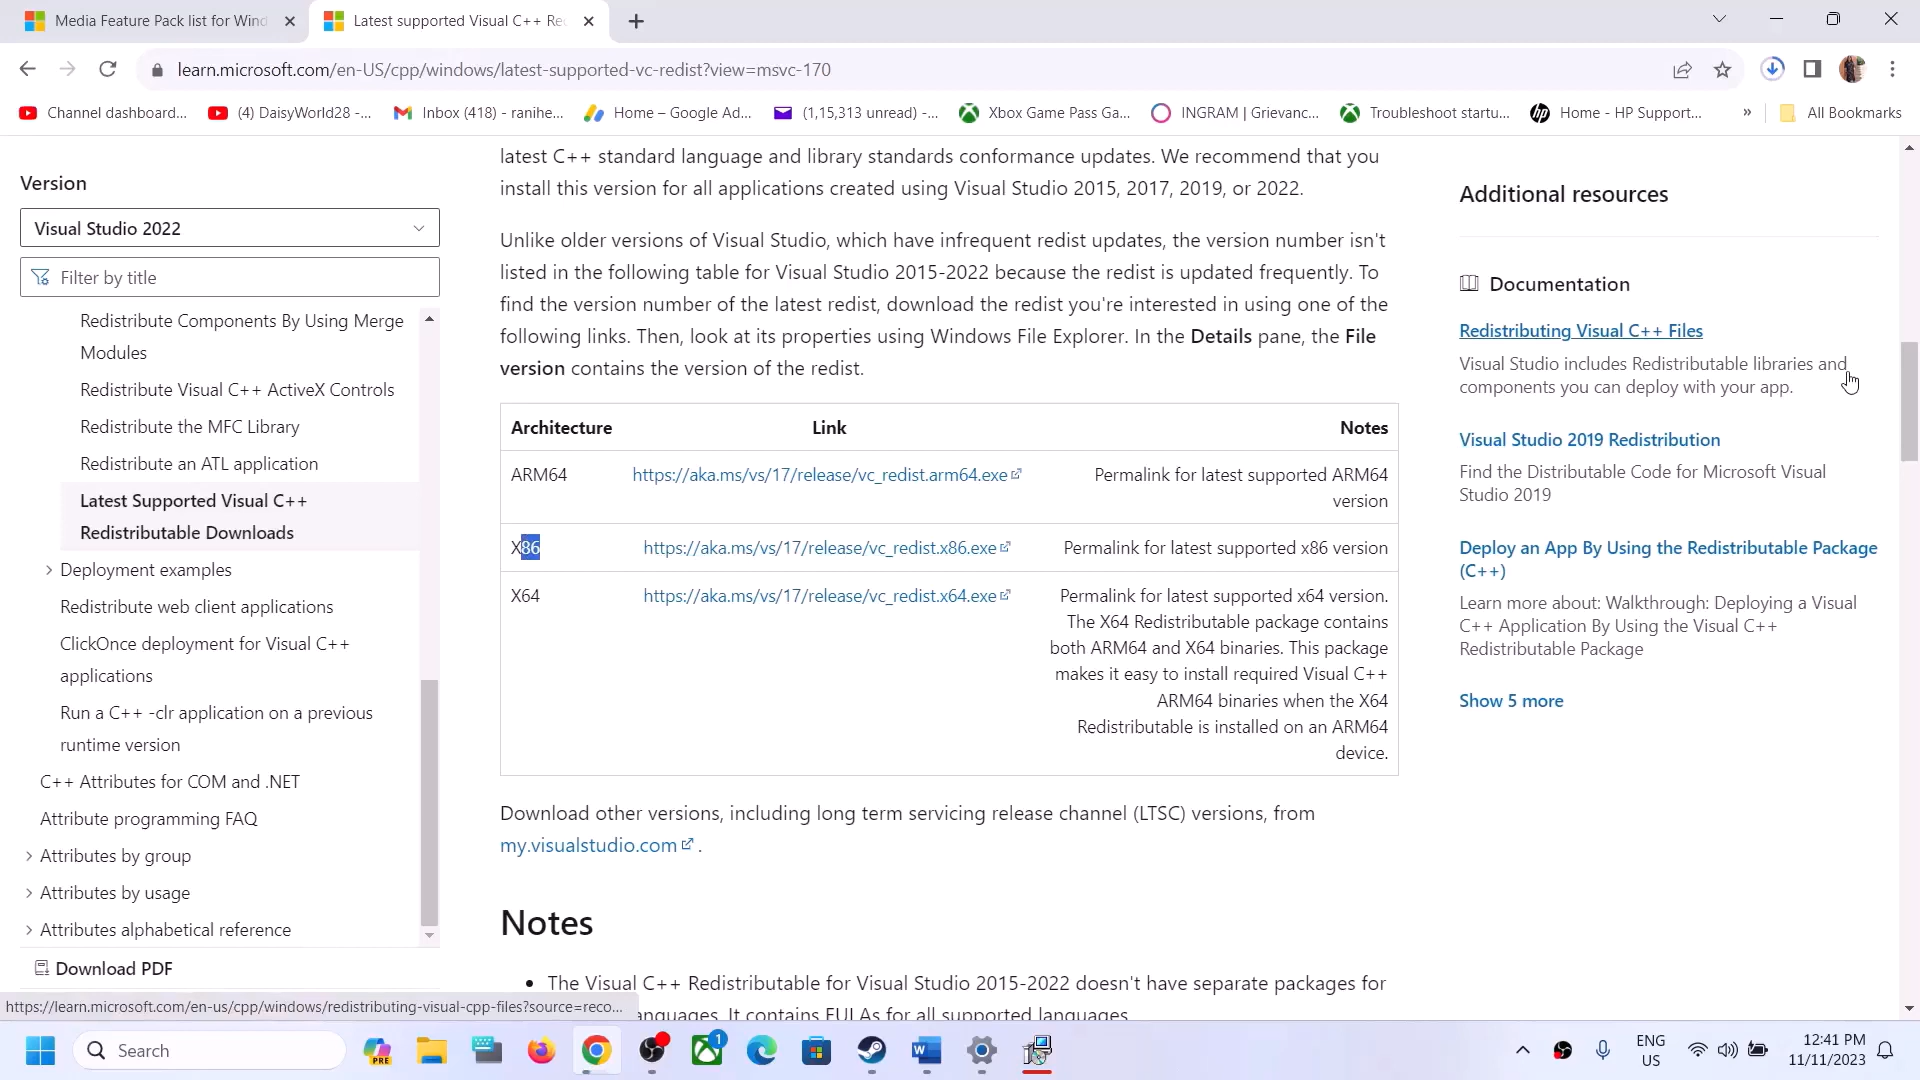 Media Feature Pack list for Wind
Latest supported Visual C++ Re
learn.microsoft.com/en-US/cpp/windows/latest-supported-vc-redist?view=msvc-170
Channel dashboard...
(4) DaisyWorld28 -...
Inbox (418) - ranihe...
Home – Google Ad...
(1,15,313 unread) -...
Xbox Game Pass Ga...
INGRAM | Grievanc...
Troubleshoot startu...
Home - HP Support...
»
All Bookmarks
Version
Visual Studio 2022
Filter by title
Redistribute Components By Using Merge
Modules
Redistribute Visual C++ ActiveX Controls
Redistribute the MFC Library
Redistribute an ATL application
Latest Supported Visual C++
Redistributable Downloads
Deployment examples
Redistribute web client applications
ClickOnce deployment for Visual C++
applications
Run a C++ -clr application on a previous
runtime version
C++ Attributes for COM and .NET
Attribute programming FAQ
Attributes by group
Attributes by usage
Attributes alphabetical reference
Download PDF
https://learn.microsoft.com/en-us/cpp/windows/redistributing-visual-cpp-files?source=reco...
latest C++ standard language and library standards conformance updates. We recommend that you
install this version for all applications created using Visual Studio 2015, 2017, 2019, or 2022.
Unlike older versions of Visual Studio, which have infrequent redist updates, the version number isn't
listed in the following table for Visual Studio 2015-2022 because the redist is updated frequently. To
find the version number of the latest redist, download the redist you're interested in using one of the
following links. Then, look at its properties using Windows File Explorer. In the Details pane, the File
version contains the version of the redist.
Architecture Link Notes
ARM64 https://aka.ms/vs/17/release/vc_redist.arm64.exe Permalink for latest supported ARM64
version
X86 https://aka.ms/vs/17/release/vc_redist.x86.exe Permalink for latest supported x86 version
X64 https://aka.ms/vs/17/release/vc_redist.x64.exe Permalink for latest supported x64 version.
The X64 Redistributable package contains
both ARM64 and X64 binaries. This package
makes it easy to install required Visual C++
ARM64 binaries when the X64
Redistributable is installed on an ARM64
device.
Download other versions, including long term servicing release channel (LTSC) versions, from
my.visualstudio.com .
Notes
• The Visual C++ Redistributable for Visual Studio 2015-2022 doesn't have separate packages for
anguages. It contains EULAs for all supported languages.
Additional resources
Documentation
Redistributing Visual C++ Files
Visual Studio includes Redistributable libraries and
components you can deploy with your app.
Visual Studio 2019 Redistribution
Find the Distributable Code for Microsoft Visual
Studio 2019
Deploy an App By Using the Redistributable Package
(C++)
Learn more about: Walkthrough: Deploying a Visual
C++ Application By Using the Visual C++
Redistributable Package
Show 5 more
Search
PRE
1
ENG
US
12:41 PM
11/11/2023